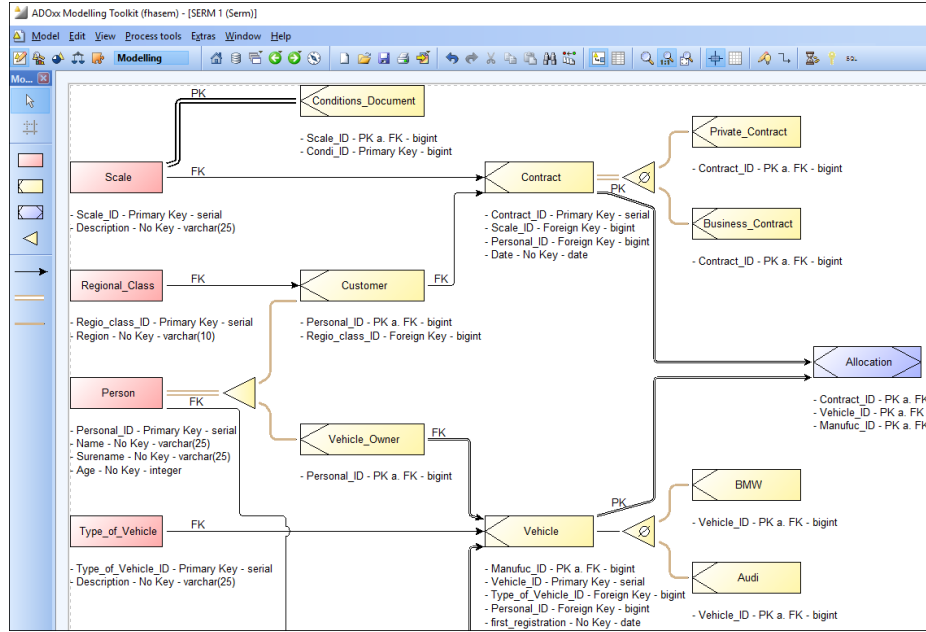 ADOxx Modelling Toolkit (fhasem) - [SERM 1 (Serm)]
Model Edit View Process tools Extras Window Help
Modelling
Mo...
PK
Conditions_Document
- Scale_ID - PK a. FK - bigint
- Condi_ID - Primary Key - bigint
Private_Contract
- Contract_ID - PK a. FK - bigint
Scale
FK
Contract
PK
- Scale_ID - Primary Key - serial
- Description - No Key - varchar(25)
- Contract_ID - Primary Key - serial
- Scale_ID - Foreign Key - bigint
- Personal_ID - Foreign Key - bigint
- Date - No Key - date
Business_Contract
- Contract_ID - PK a. FK - bigint
Regional_Class
FK
Customer
FK
- Regio_class_ID - Primary Key - serial
- Region - No Key - varchar(10)
- Personal_ID - PK a. FK - bigint
- Regio_class_ID - Foreign Key - bigint
Allocation
- Contract_ID - PK a. FK
- Vehicle_ID - PK a. FK
- Manufuc_ID - PK a. FK
Person
FK
- Personal_ID - Primary Key - serial
- Name - No Key - varchar(25)
- Surename - No Key - varchar(25)
- Age - No Key - integer
Vehicle_Owner
FK
- Personal_ID - PK a. FK - bigint
BMW
- Vehicle_ID - PK a. FK - bigint
PK
Type_of_Vehicle
FK
Vehicle
- Type_of_Vehicle_ID - Primary Key - serial
- Description - No Key - varchar(25)
- Manufuc_ID - PK a. FK - bigint
- Vehicle_ID - Primary Key - serial
- Type_of_Vehicle_ID - Foreign Key - bigint
- Personal_ID - Foreign Key - bigint
- first_registration - No Key - date
Audi
- Vehicle_ID - PK a. FK - bigint